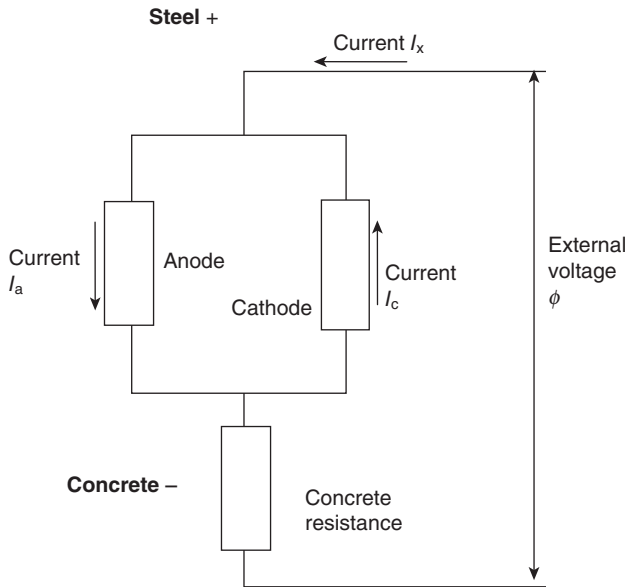 Steel +
Current Ix
Current
Ia
Anode
Cathode
Current
Ic
External
voltage
ϕ
Concrete –
Concrete
resistance